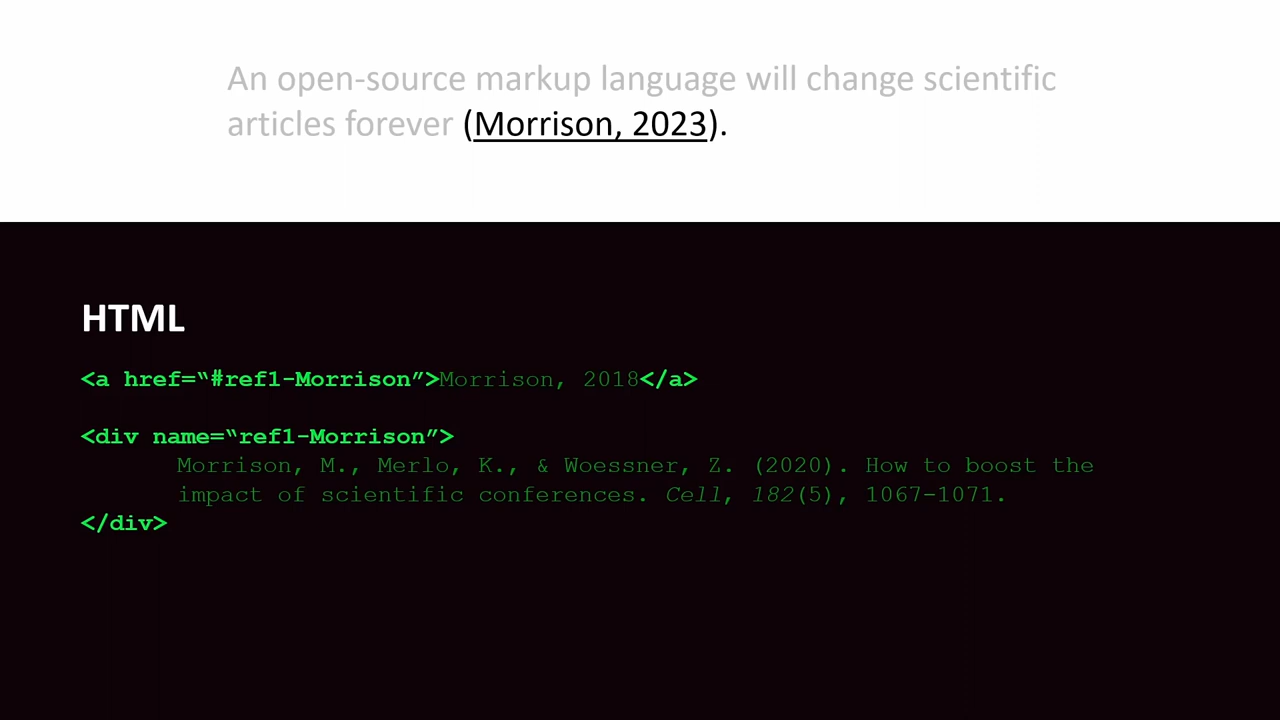 An open-source markup language will change scientific
articles forever (Morrison, 2023).
HTML
<a href=“#ref1-Morrison”>Morrison, 2018</a>
<div name=“ref1-Morrison”>
Morrison, M., Merlo, K., & Woessner, Z. (2020). How to boost the
impact of scientific conferences. Cell, 182(5), 1067-1071.
</div>